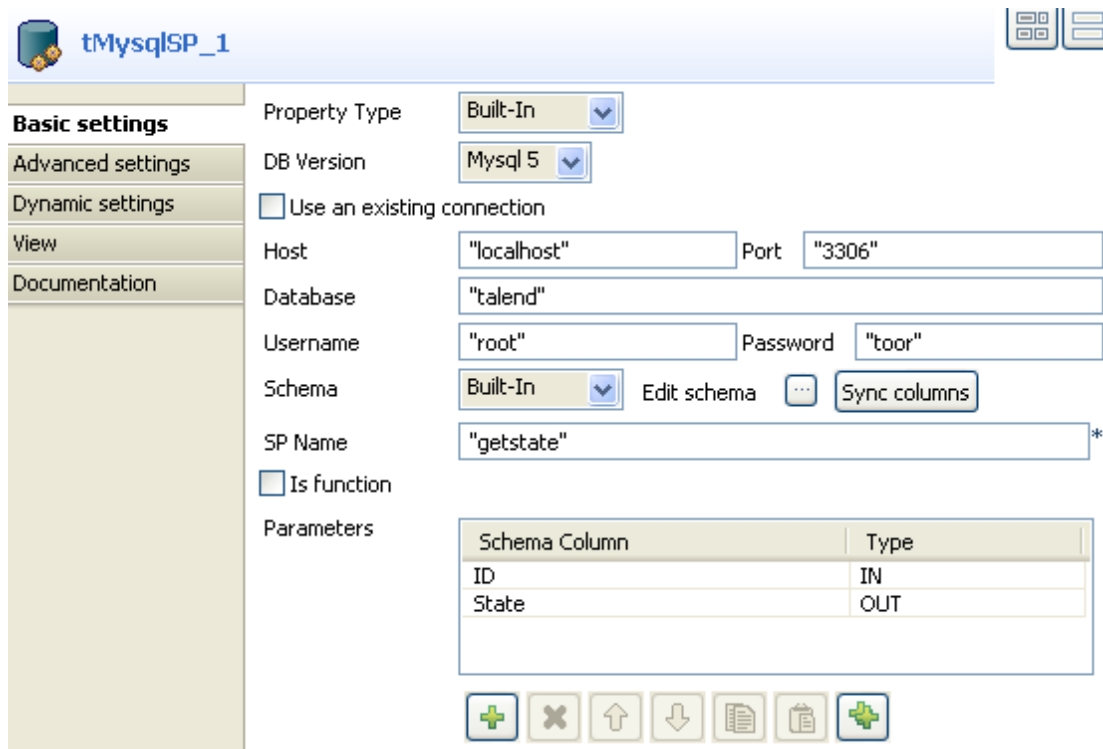 tMysqlSP_1
Basic settings
Advanced settings
Dynamic settings
View
Documentation
Property Type Built-In
DB Version Mysql 5
Use an existing connection
Host "localhost" Port "3306"
Database "talend"
Username "root" Password "toor"
Schema Built-In Edit schema ... Sync columns
SP Name "getstate" *
Is function
Parameters
Schema Column Type
ID IN
State OUT